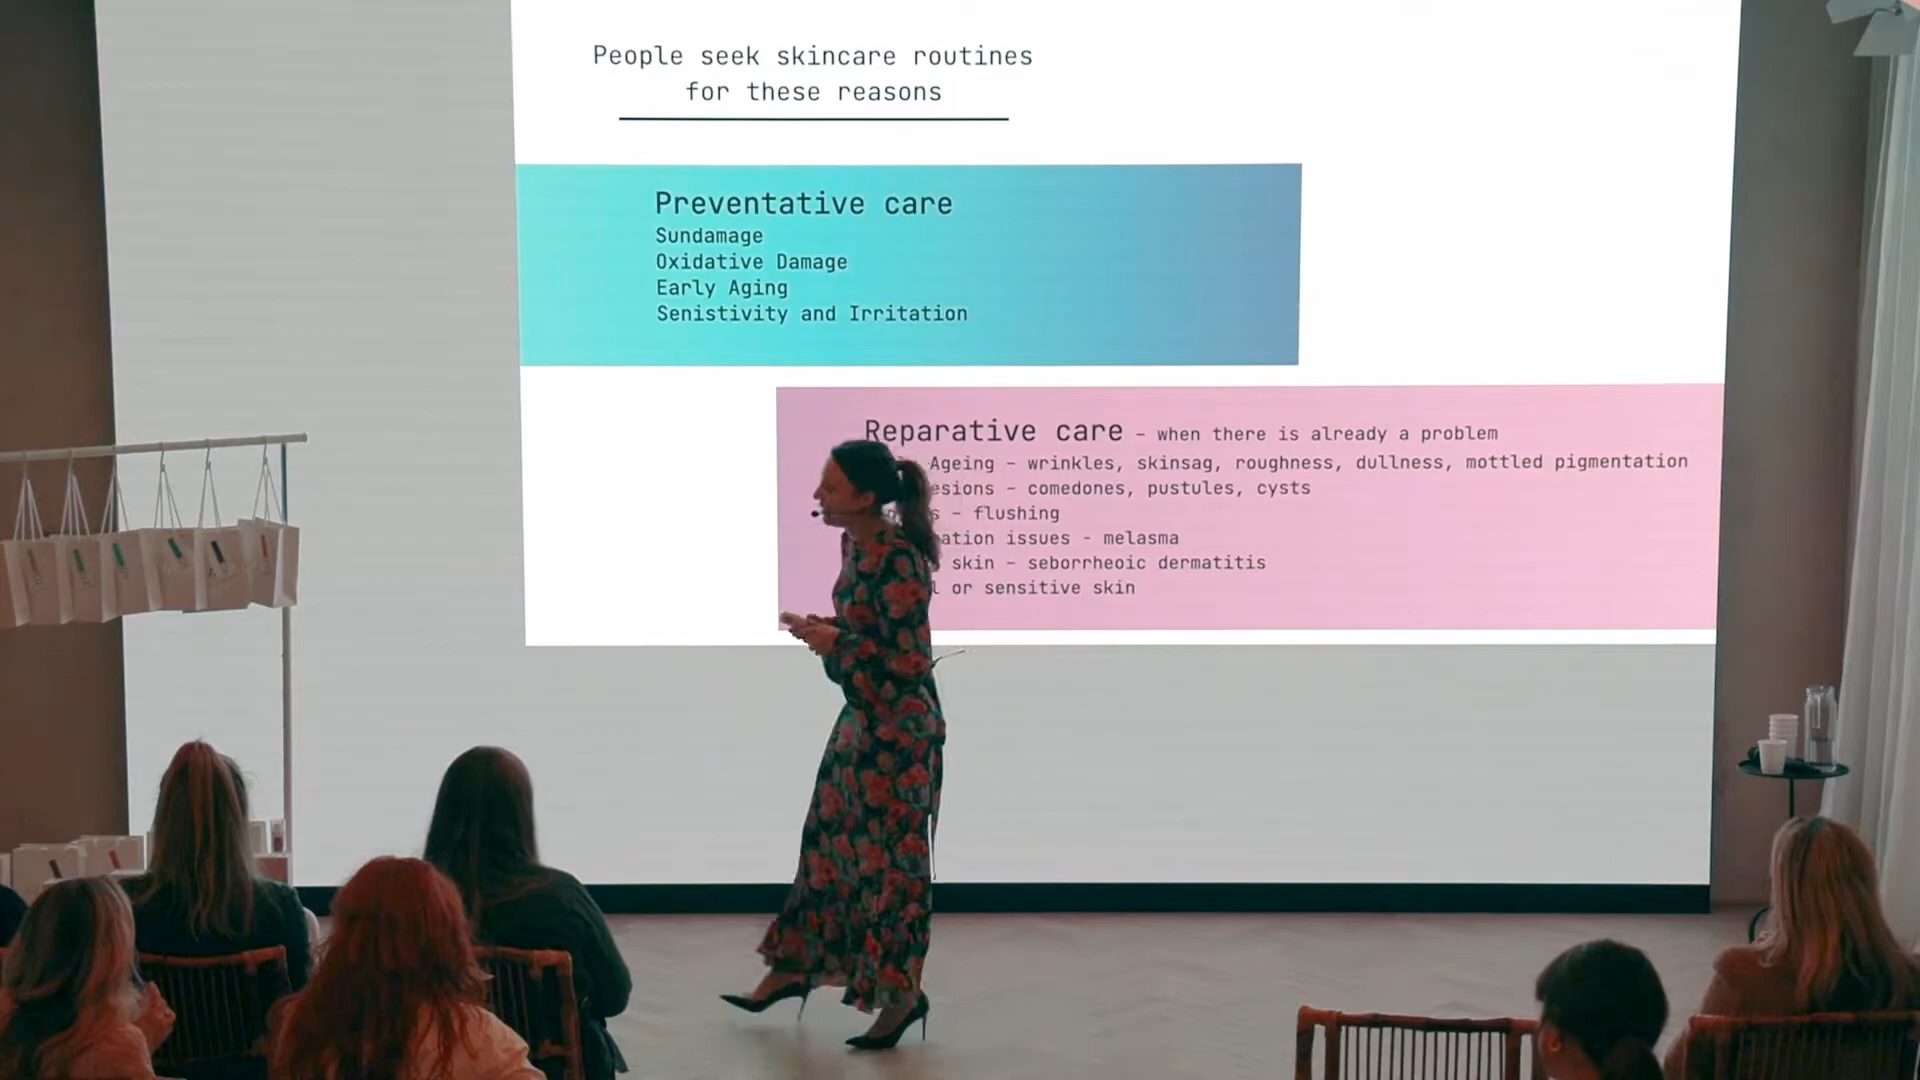 People seek skincare routines
for these reasons
Preventative care
Sundamage
Oxidative Damage
Early Aging
Senistivity and Irritation
Reparative care – when there is already a problem
Ageing – wrinkles, skinsag, roughness, dullness, mottled pigmentation
– comedones, pustules, cysts
– flushing
issues - melasma
skin – seborrheoic dermatitis
or sensitive skin